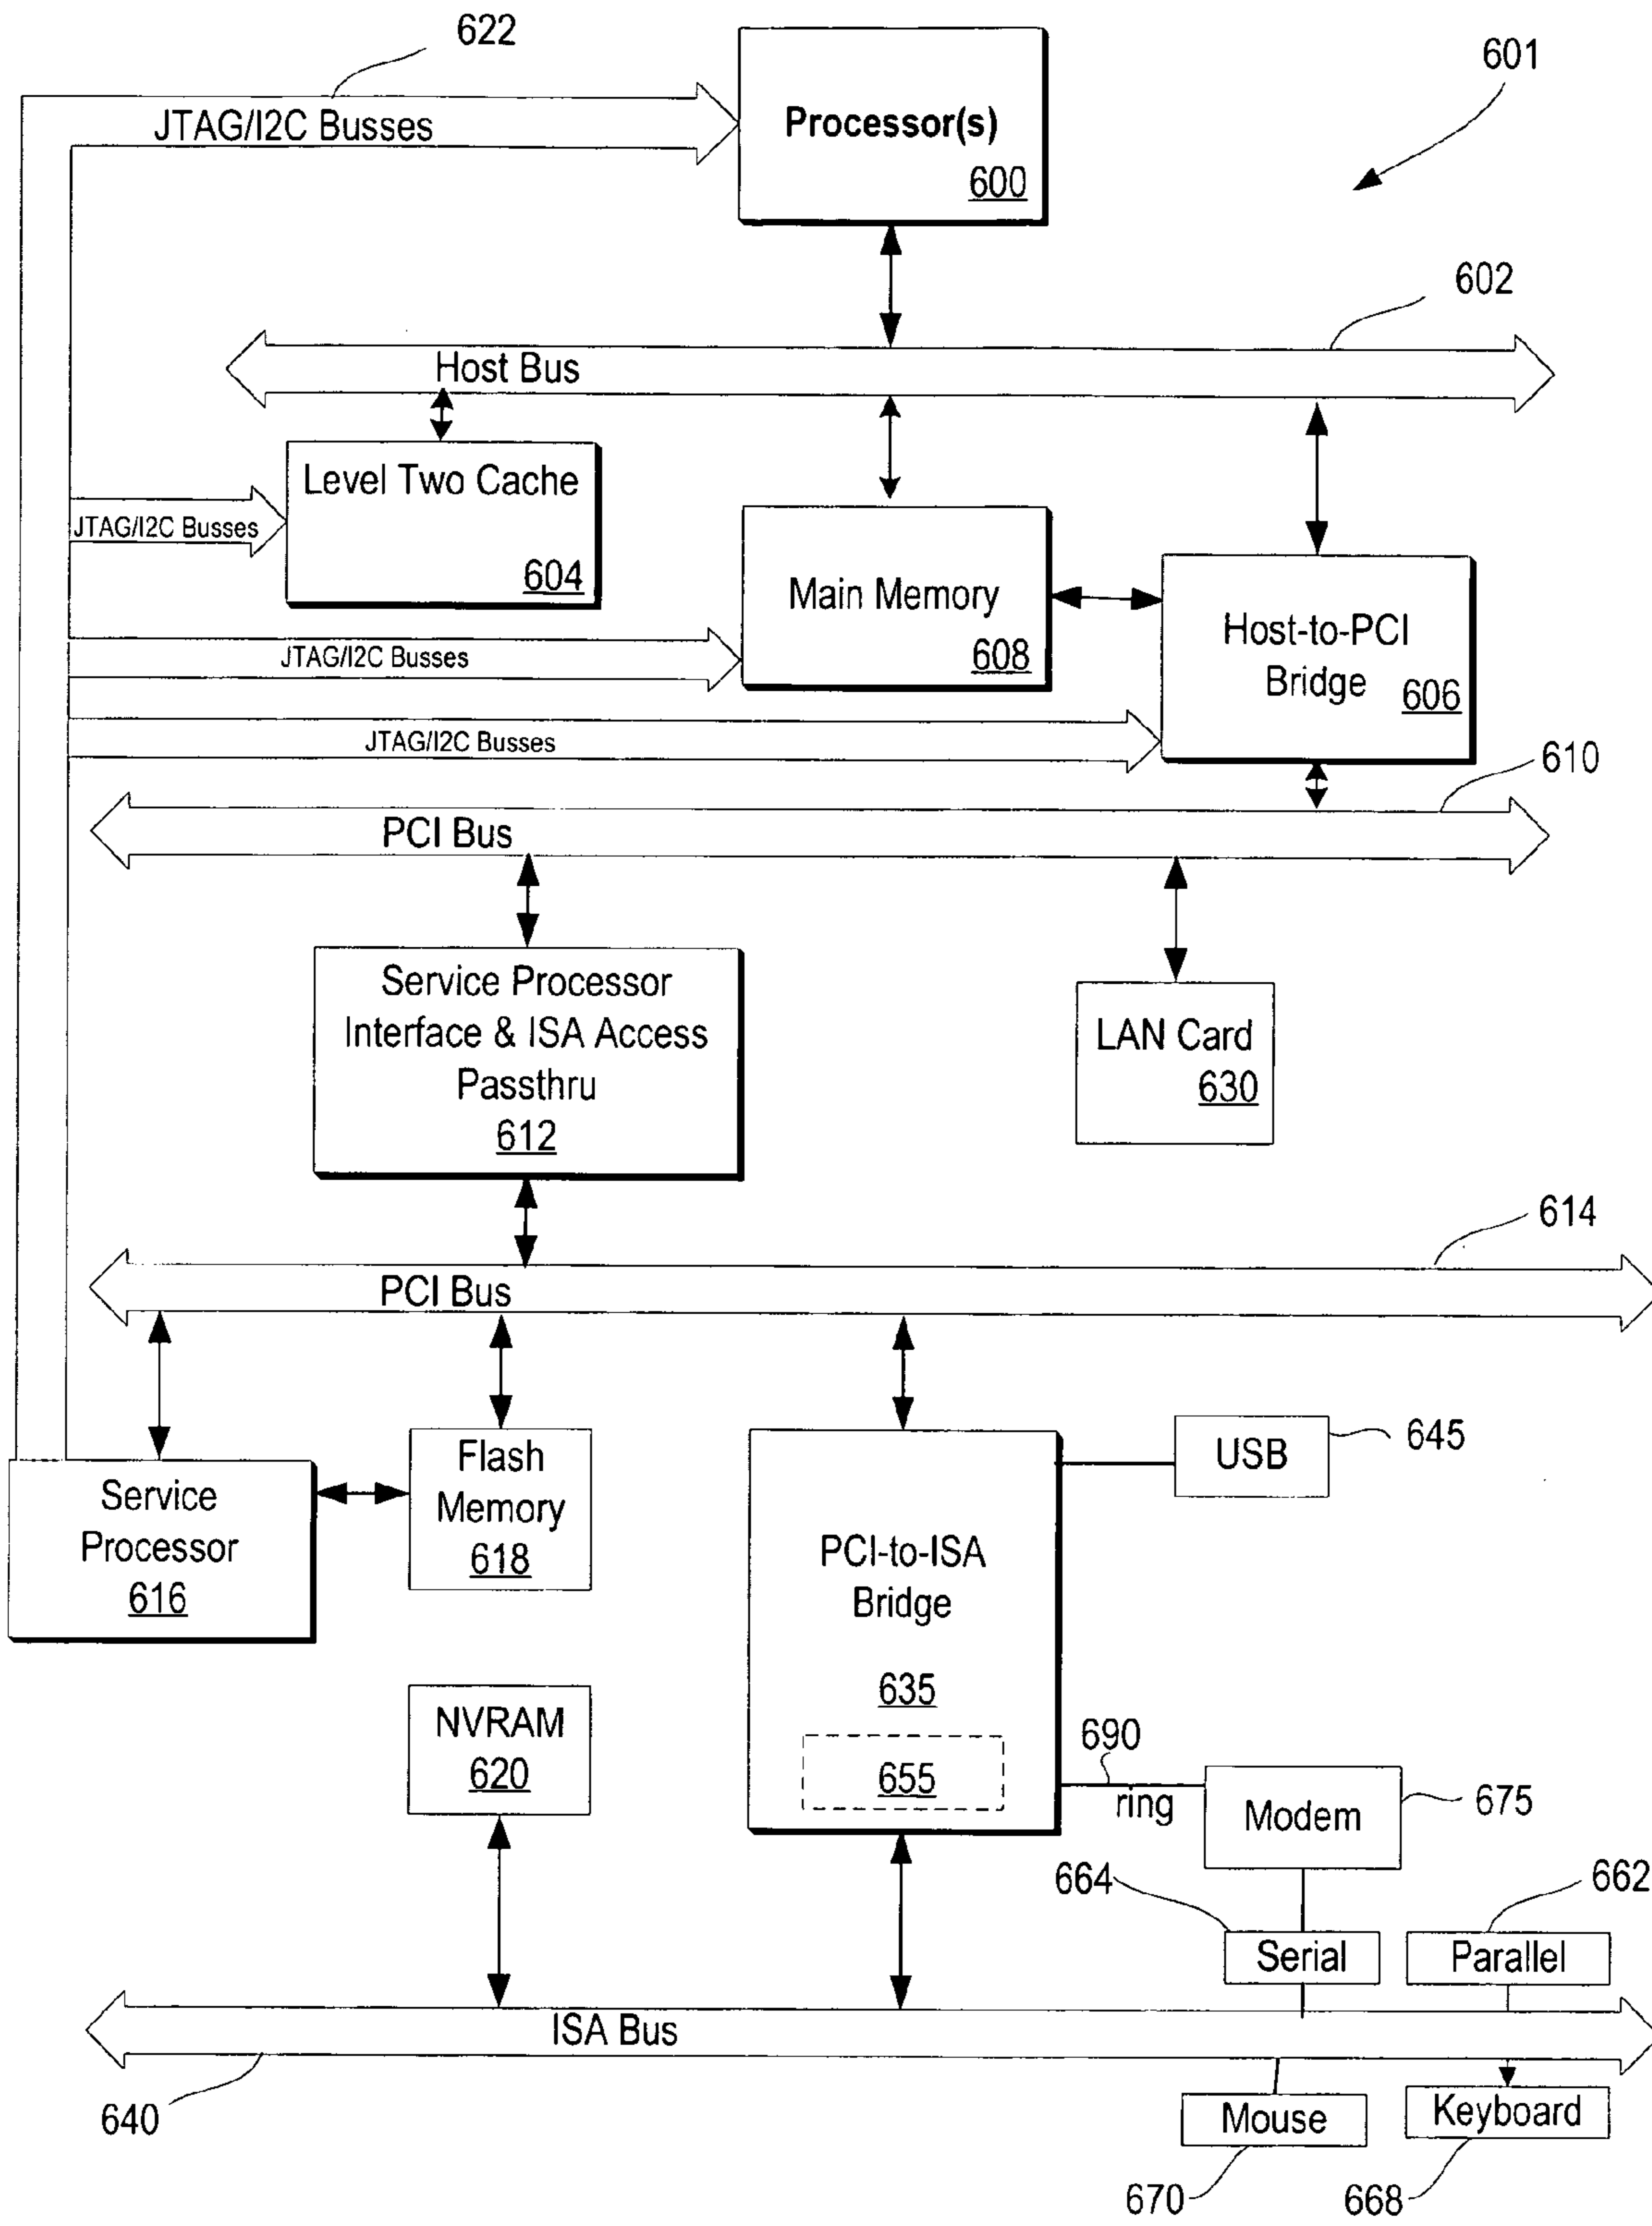 622
601
JTAG/I2C Busses
Processor(s)
600
602
Host Bus
Level Two Cache
604
JTAG/I2C Busses
Main Memory
608
Host-to-PCI
Bridge
606
JTAG/I2C Busses
JTAG/I2C Busses
610
PCI Bus
Service Processor
Interface & ISA Access
Passthru
612
LAN Card
630
614
PCI Bus
Service
Processor
616
Flash
Memory
618
USB
645
PCI-to-ISA
Bridge
635
655
NVRAM
620
690
ring
Modem
675
664
662
Serial
Parallel
ISA Bus
640
Mouse
Keyboard
670
668